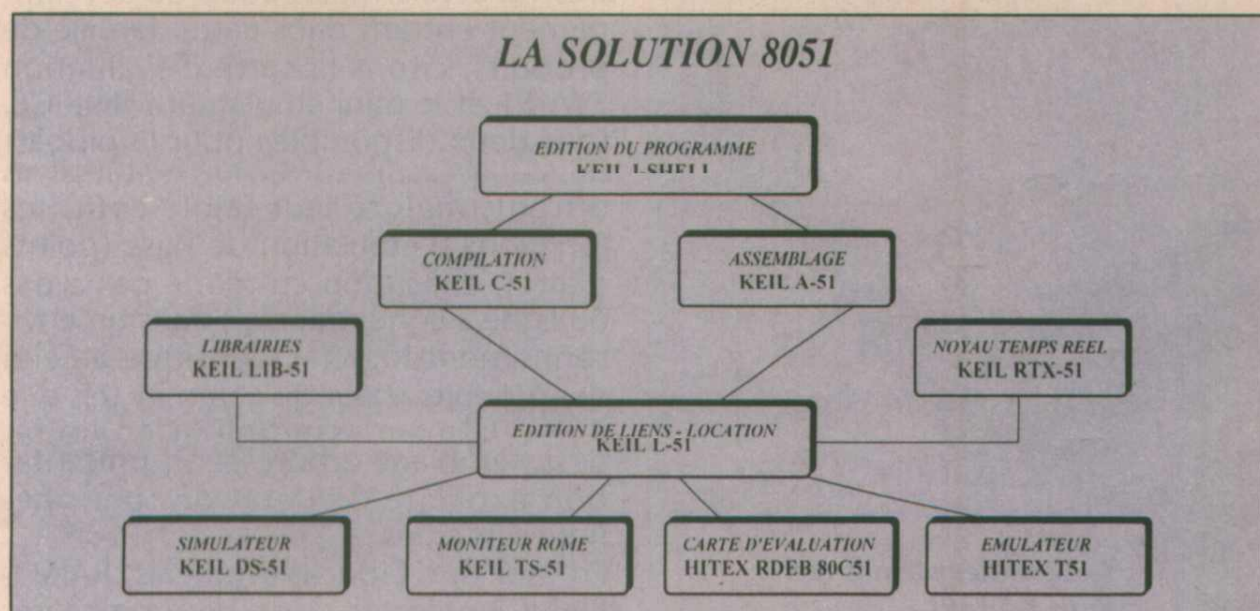 LA SOLUTION 8051
EDITION DU PROGRAMME
KEIL
COMPILATION
KEIL C-51
ASSEMBLAGE
KEIL A-51
LIBRAIRIES
KEIL LIB-51
NOYAU TEMPS REEL
KEIL RTX-51
EDITION DE LIENS - LOCATION
KEIL L-51
SIMULATEUR
KEIL DS-51
MONITEUR ROME
KEIL TS-51
CARTE D'EVALUATION
HITEX RDEB 80C51
EMULATEUR
HITEX T51